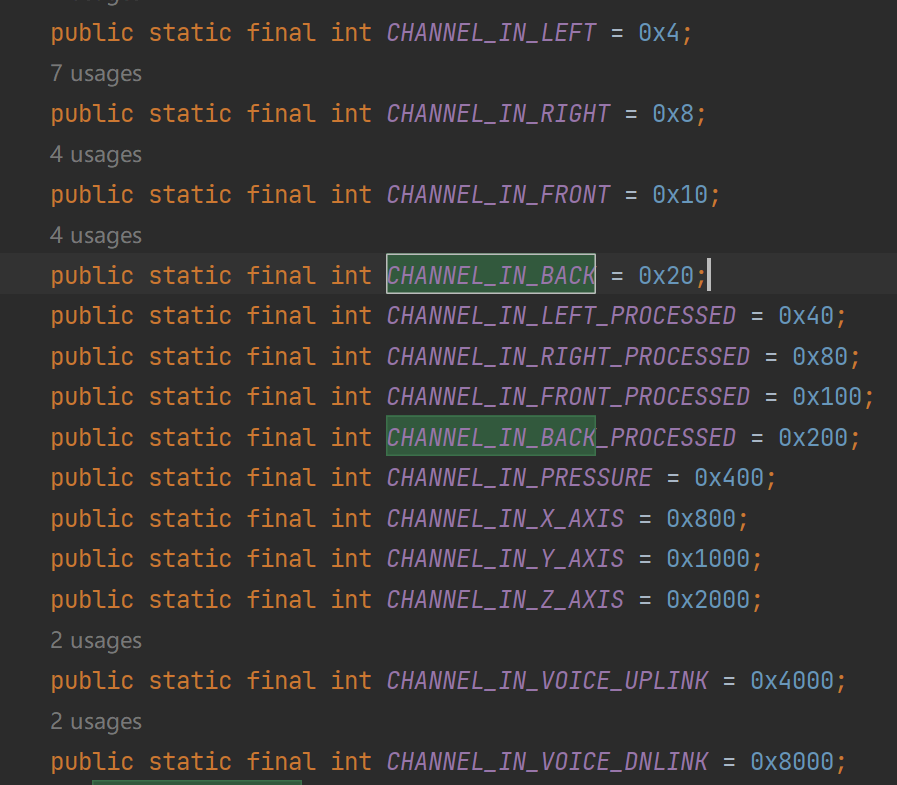 public static final int CHANNEL_IN_LEFT = 0x4;
7 usages
public static final int CHANNEL_IN_RIGHT = 0x8;
4 usages
public static final int CHANNEL_IN_FRONT = 0x10;
4 usages
public static final int CHANNEL_IN_BACK = 0x20;
public static final int CHANNEL_IN_LEFT_PROCESSED = 0x40;
public static final int CHANNEL_IN_RIGHT_PROCESSED = 0x80;
public static final int CHANNEL_IN_FRONT_PROCESSED = 0x100;
public static final int CHANNEL_IN_BACK_PROCESSED = 0x200;
public static final int CHANNEL_IN_PRESSURE = 0x400;
public static final int CHANNEL_IN_X_AXIS = 0x800;
public static final int CHANNEL_IN_Y_AXIS = 0x1000;
public static final int CHANNEL_IN_Z_AXIS = 0x2000;
2 usages
public static final int CHANNEL_IN_VOICE_UPLINK = 0x4000;
2 usages
public static final int CHANNEL_IN_VOICE_DNLINK = 0x8000;